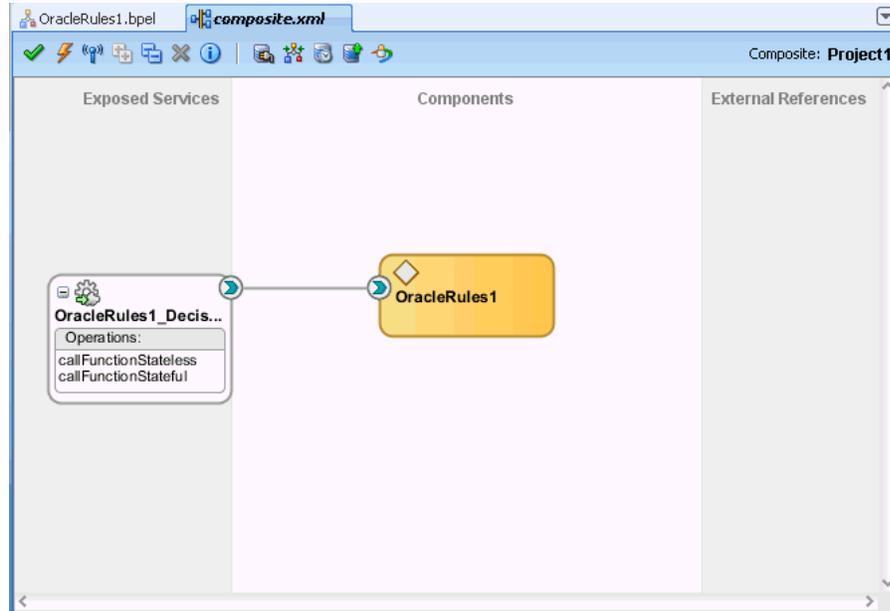 OracleRules1.bpel composite.xml
Composite: Project1
Exposed Services Components External References
OracleRules1
OracleRules1_Decis...
Operations:
callFunctionStateless
callFunctionStateful